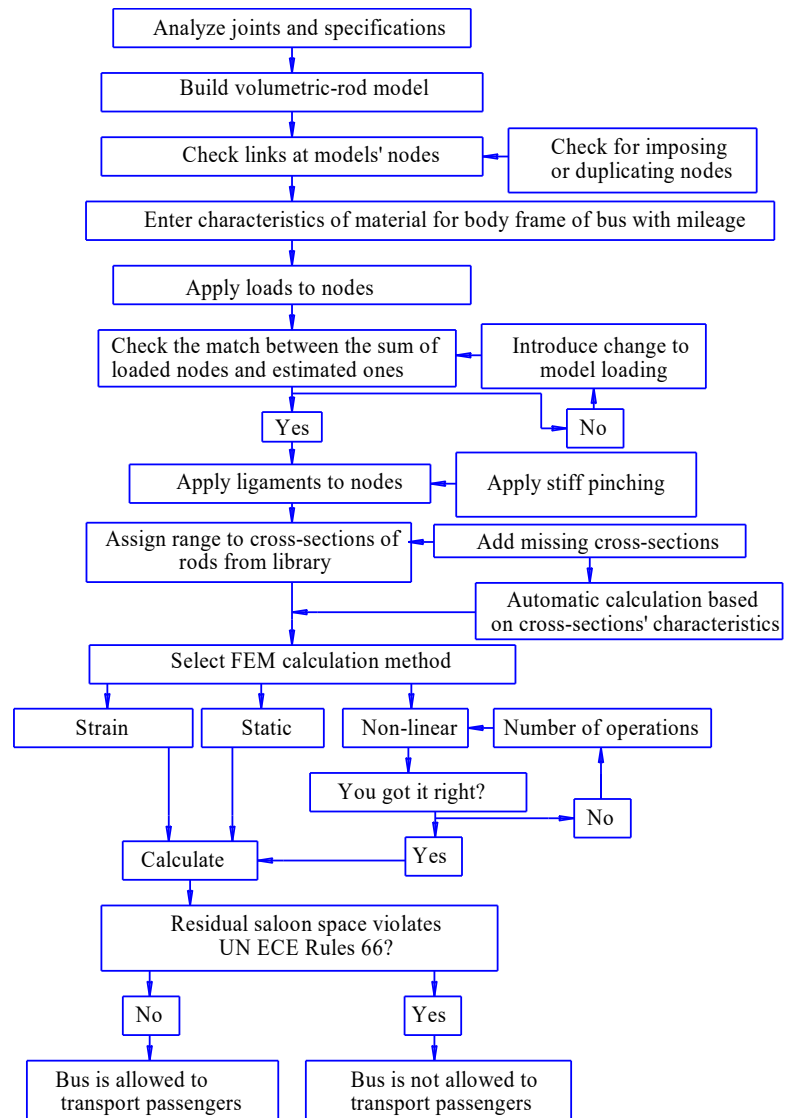 Analyze joints and specifications
Build volumetric-rod model
Check links at models' nodes
Check for imposing
or duplicating nodes
Enter characteristics of material for body frame of bus with mileage
Apply loads to nodes
Check the match between the sum of
loaded nodes and estimated ones
Introduce change to
model loading
Yes
No
Apply ligaments to nodes
Apply stiff pinching
Assign range to cross-sections of
rods from library
Add missing cross-sections
Automatic calculation based
on cross-sections' characteristics
Select FEM calculation method
Strain
Static
Non-linear
Number of operations
You got it right?
No
Calculate
Yes
Residual saloon space violates
UN ECE Rules 66?
No
Yes
Bus is allowed to
transport passengers
Bus is not allowed to
transport passengers